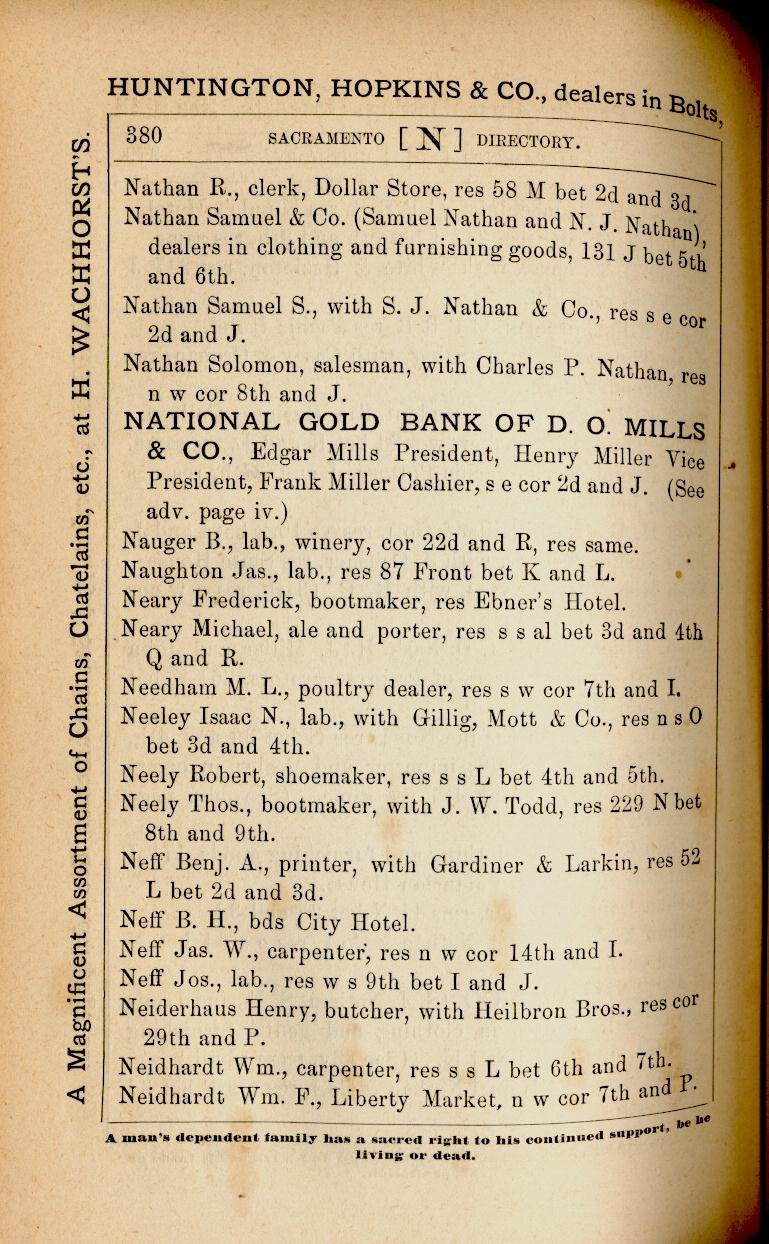 HUNTINGTON, HOPKINS & CO., dealers in Bolts,
380 SACRAMENTO [ N ] DIRECTORY.
Nathan R., clerk, Dollar Store, res 58 M bet 2d and 3d.
Nathan Samuel & Co. (Samuel Nathan and N. J. Nathan),
dealers in clothing and furnishing goods, 131 J bet 5th
and 6th.
Nathan Samuel S., with S. J. Nathan & Co., res s e cor
2d and J.
Nathan Solomon, salesman, with Charles P. Nathan, res
n w cor 8th and J.
NATIONAL GOLD BANK OF D. O. MILLS
& CO., Edgar Mills President, Henry Miller Vice
President, Frank Miller Cashier, s e cor 2d and J. (See
adv. page iv.)
Nauger B., lab., winery, cor 22d and R, res same.
Naughton Jas., lab., res 87 Front bet K and L.
Neary Frederick, bootmaker, res Ebner's Hotel.
Neary Michael, ale and porter, res s s al bet 3d and 4th
Q and R.
Needham M. L., poultry dealer, res s w cor 7th and I.
Neeley Isaac N., lab., with Gillig, Mott & Co., res n s O
bet 3d and 4th.
Neely Robert, shoemaker, res s s L bet 4th and 5th.
Neely Thos., bootmaker, with J. W. Todd, res 229 N bet
8th and 9th.
Neff Benj. A., printer, with Gardiner & Larkin, res 52
L bet 2d and 3d.
Neff B. H., bds City Hotel.
Neff Jas. W., carpenter, res n w cor 14th and I.
Neff Jos., lab., res w s 9th bet I and J.
Neiderhaus Henry, butcher, with Heilbron Bros., res cor
29th and P.
Neidhardt Wm., carpenter, res s s L bet 6th and 7th.
Neidhardt Wm. F., Liberty Market, n w cor 7th and P.
A man's dependent family has a sacred right to his continued support, be he
living or dead.
A Magnificent Assortment of Chains, Chatelains, etc., at H. WACHHORST'S.